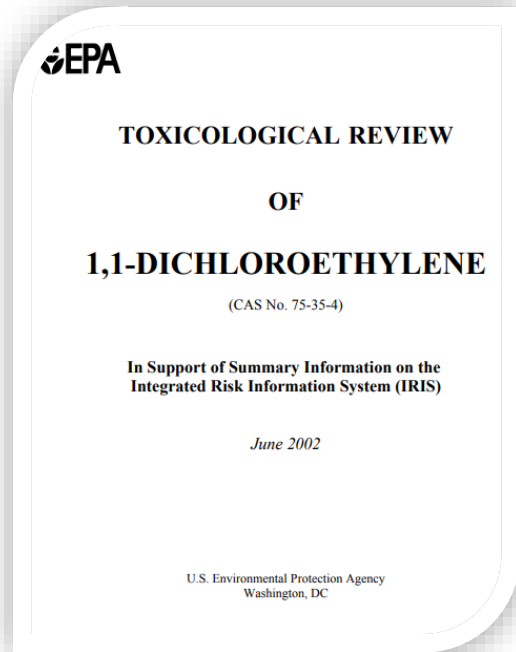 EPA
TOXICOLOGICAL REVIEW
OF
1,1-DICHLOROETHYLENE
(CAS No. 75-35-4)
In Support of Summary Information on the
Integrated Risk Information System (IRIS)
June 2002
U.S. Environmental Protection Agency
Washington, DC